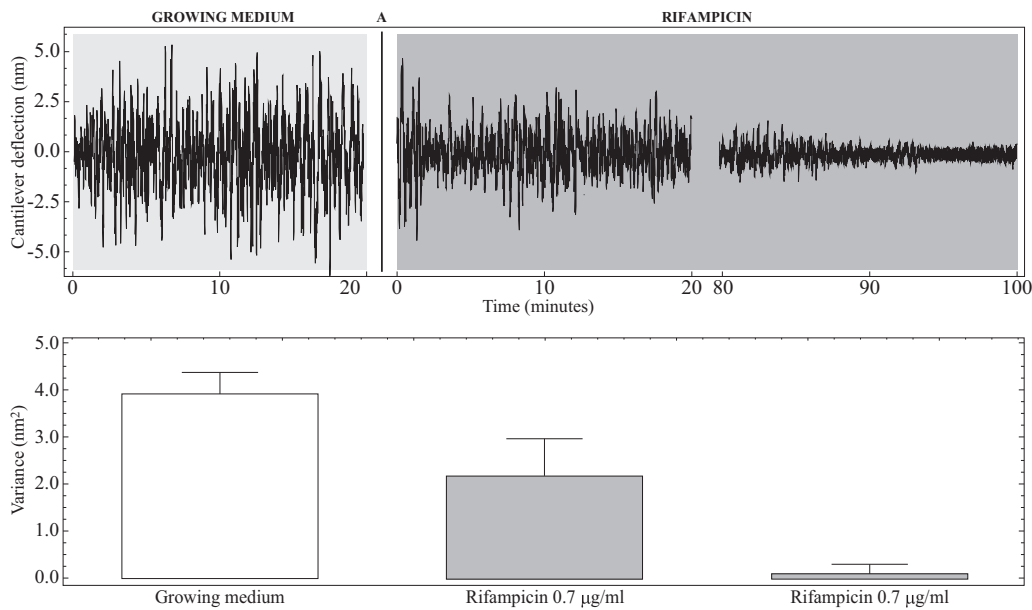 GROWING MEDIUM A RIFAMPICIN
Cantilever deflection (nm)
5.0
2.5
0.0
-2.5
-5.0
0 10 20 0 10 20 80 90 100
Time (minutes)
Variance (nm²)
5.0
4.0
3.0
2.0
1.0
0.0
Growing medium Rifampicin 0.7 μg/ml Rifampicin 0.7 μg/ml